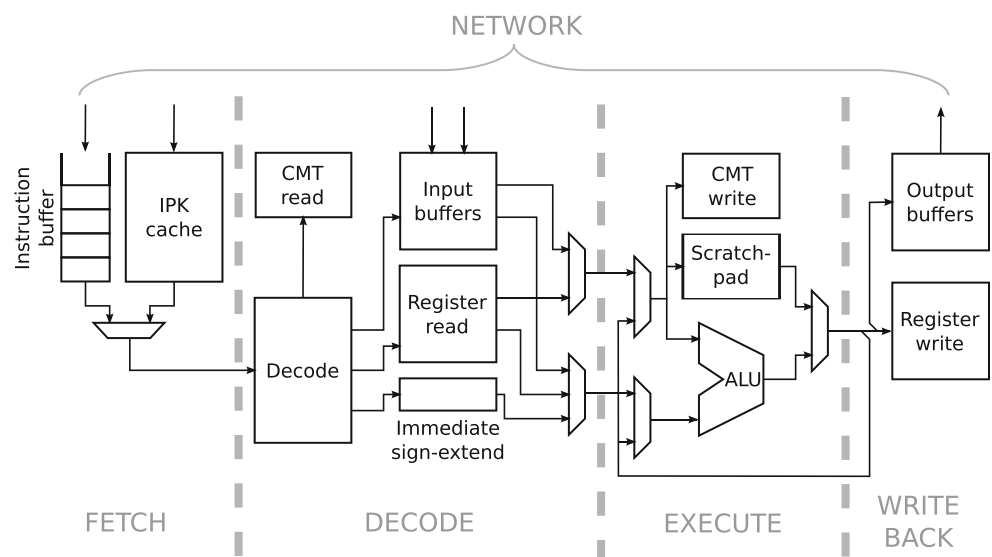 NETWORK
Instruction
buffer
IPK
cache
CMT
read
Input
buffers
Register
read
Decode
Immediate
sign-extend
CMT
write
Scratch-
pad
ALU
Output
buffers
Register
write
FETCH
DECODE
EXECUTE
WRITE
BACK